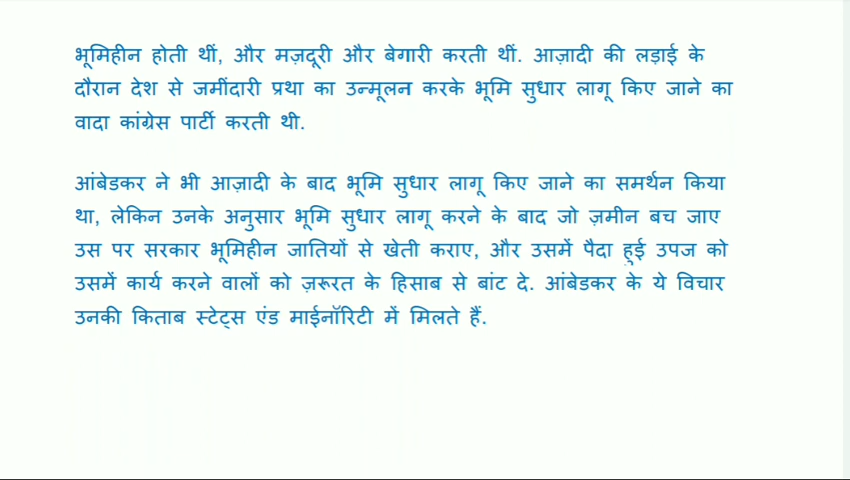 भूमिहीन होती थीं, और मज़दूरी और बेगारी करती थीं. आज़ादी की लड़ाई के
दौरान देश से जमींदारी प्रथा का उन्मूलन करके भूमि सुधार लागू किए जाने का
वादा कांग्रेस पार्टी करती थी.
आंबेडकर ने भी आज़ादी के बाद भूमि सुधार लागू किए जाने का समर्थन किया
था, लेकिन उनके अनुसार भूमि सुधार लागू करने के बाद जो ज़मीन बच जाए
उस पर सरकार भूमिहीन जातियों से खेती कराए, और उसमें पैदा हुई उपज को
उसमें कार्य करने वालों को ज़रूरत के हिसाब से बांट दे. आंबेडकर के ये विचार
उनकी किताब स्टेट्स एंड माईनॉरिटी में मिलते हैं.